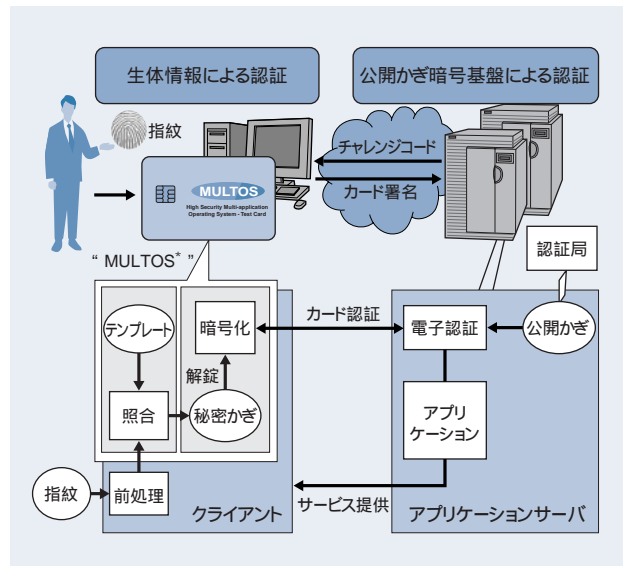 生体情報による認証
公開かぎ暗号基盤による認証
指紋
チャレンジコード
カード署名
MULTOS
High Security Multi-application
Operating System - Test Card
“ MULTOS* ”
認証局
テンプレート
暗号化
カード認証
電子認証
公開かぎ
解錠
照合
秘密かぎ
アプリ
ケーション
指紋
前処理
クライアント
サービス提供
アプリケーションサーバ